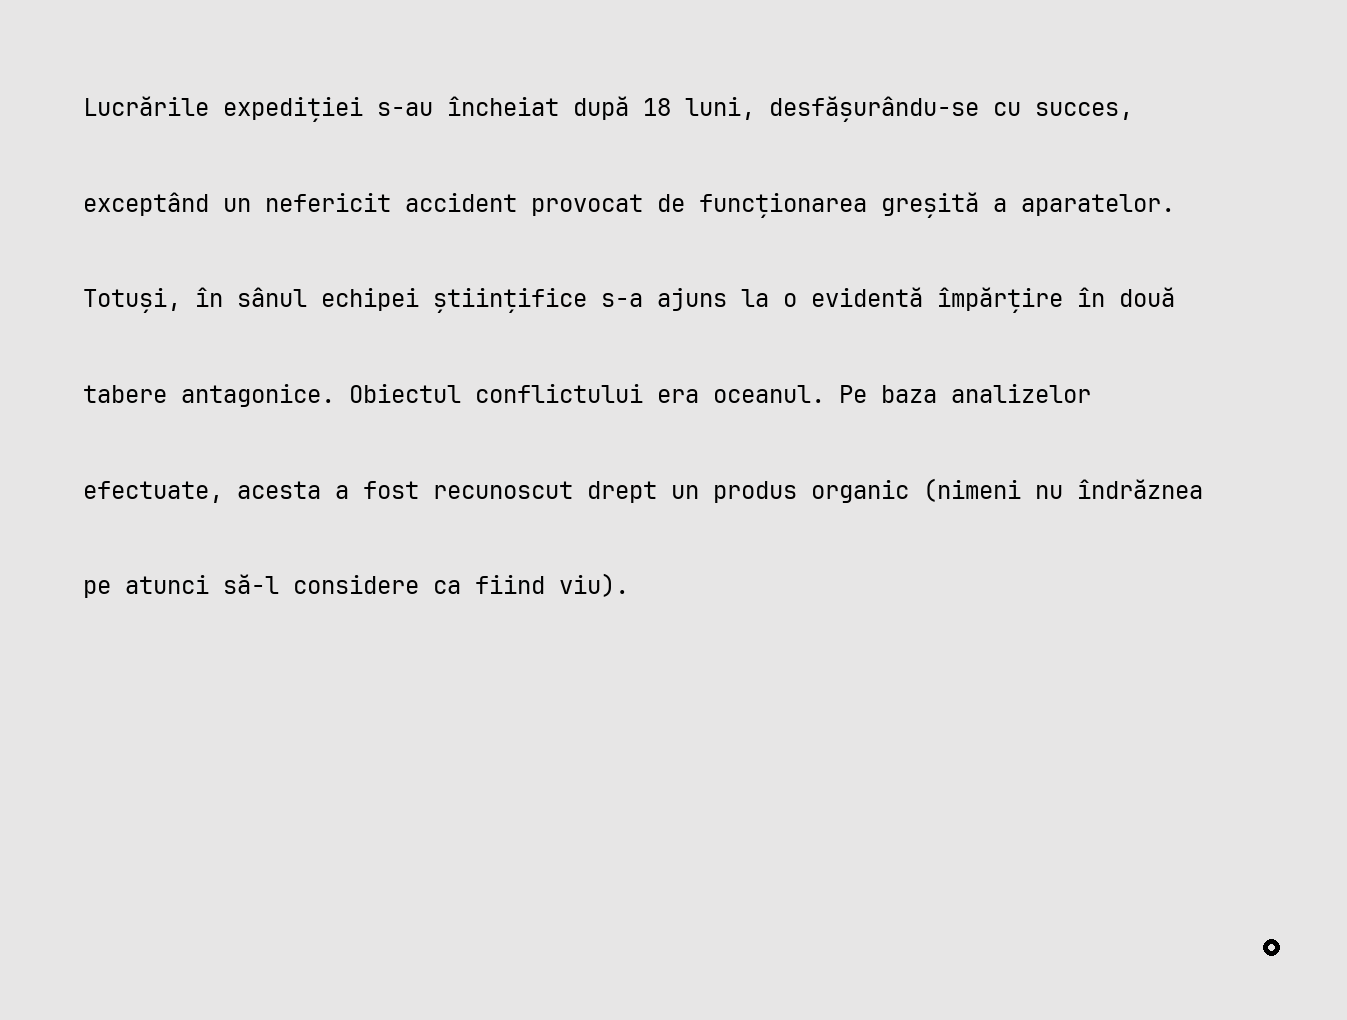 Lucrările expediției s-au încheiat după 18 luni, desfășurându-se cu succes,
exceptând un nefericit accident provocat de funcționarea greșită a aparatelor.
Totuși, în sânul echipei științifice s-a ajuns la o evidentă împărțire în două
tabere antagonice. Obiectul conflictului era oceanul. Pe baza analizelor
efectuate, acesta a fost recunoscut drept un produs organic (nimeni nu îndrăznea
pe atunci să-l considere ca fiind viu).